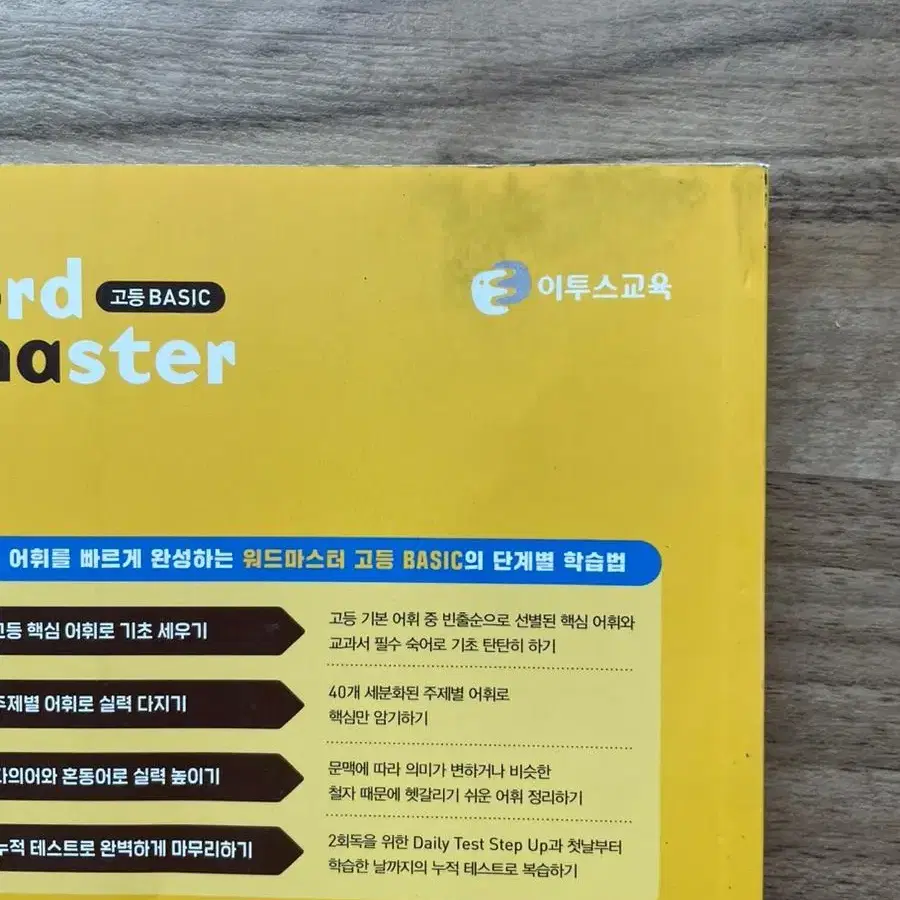 ord 고등 BASIC
master
이투스교육
어휘를 빠르게 완성하는 워드마스터 고등 BASIC의 단계별 학습법
고등 핵심 어휘로 기초 세우기
고등 기본 어휘 중 빈출순으로 선별된 핵심 어휘와
교과서 필수 숙어로 기초 탄탄히 하기
주제별 어휘로 실력 다지기
40개 세분화된 주제별 어휘로
핵심만 암기하기
다의어와 혼동어로 실력 높이기
문맥에 따라 의미가 변하거나 비슷한
철자 때문에 헷갈리기 쉬운 어휘 정리하기
누적 테스트로 완벽하게 마무리하기
2회독을 위한 Daily Test Step Up과 첫날부터
학습한 날까지의 누적 테스트로 복습하기